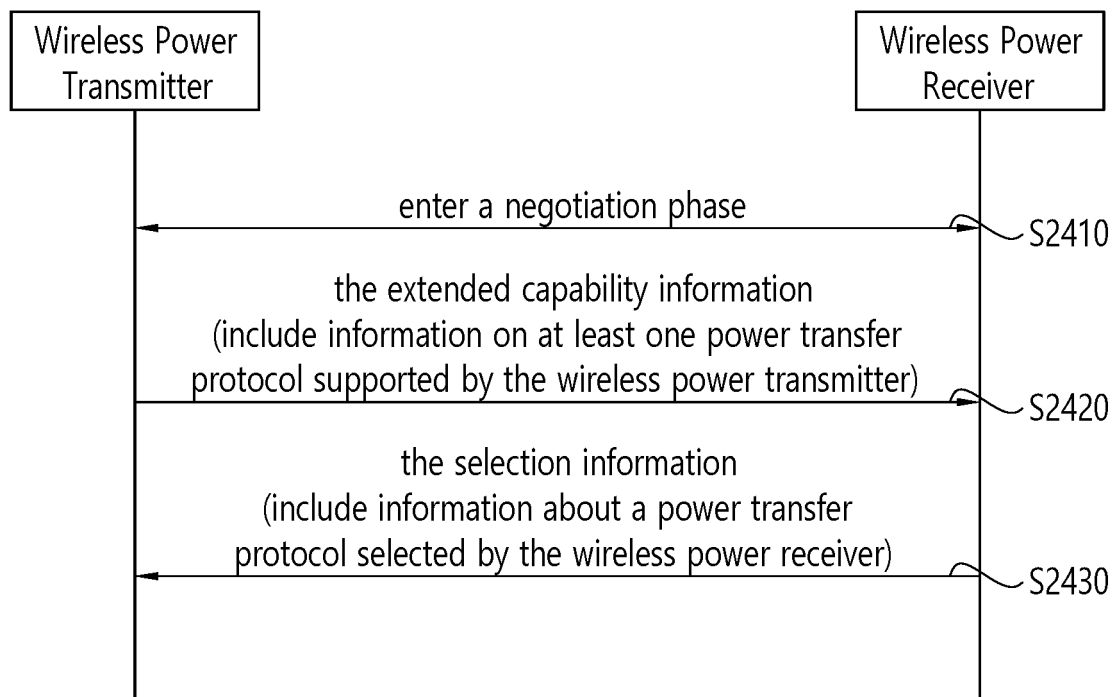 Wireless Power
Transmitter
Wireless Power
Receiver
enter a negotiation phase
S2410
the extended capability information
(include information on at least one power transfer
protocol supported by the wireless power transmitter)
S2420
the selection information
(include information about a power transfer
protocol selected by the wireless power receiver)
S2430